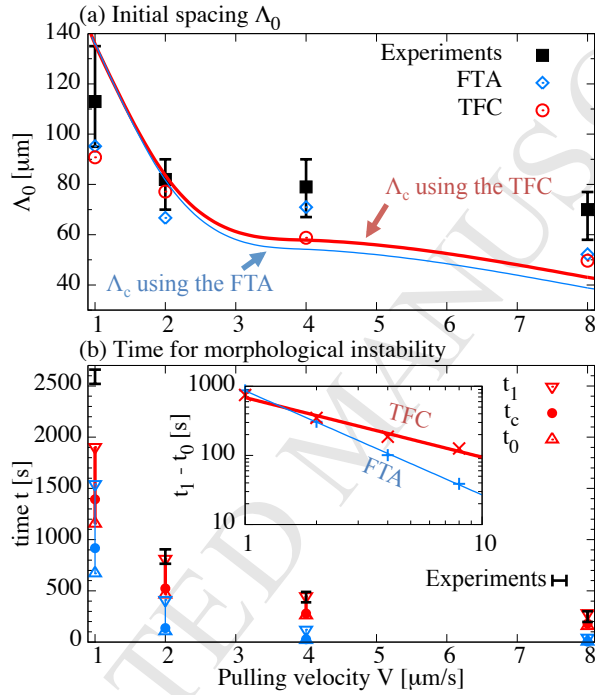 (a) Initial spacing Λ₀
140
120
100
80
60
40
Λ₀ [μm]
Experiments
FTA
TFC
Λc using the TFC
Λc using the FTA
1 2 3 4 5 6 7 8
(b) Time for morphological instability
2500
2000
1500
1000
500
0
time t [s]
t₁
tc
t₀
1000
100
10
t₁ - t₀ [s]
TFC
FTA
1 10
Experiments
1 2 3 4 5 6 7 8
Pulling velocity V [μm/s]
TED MANUSC